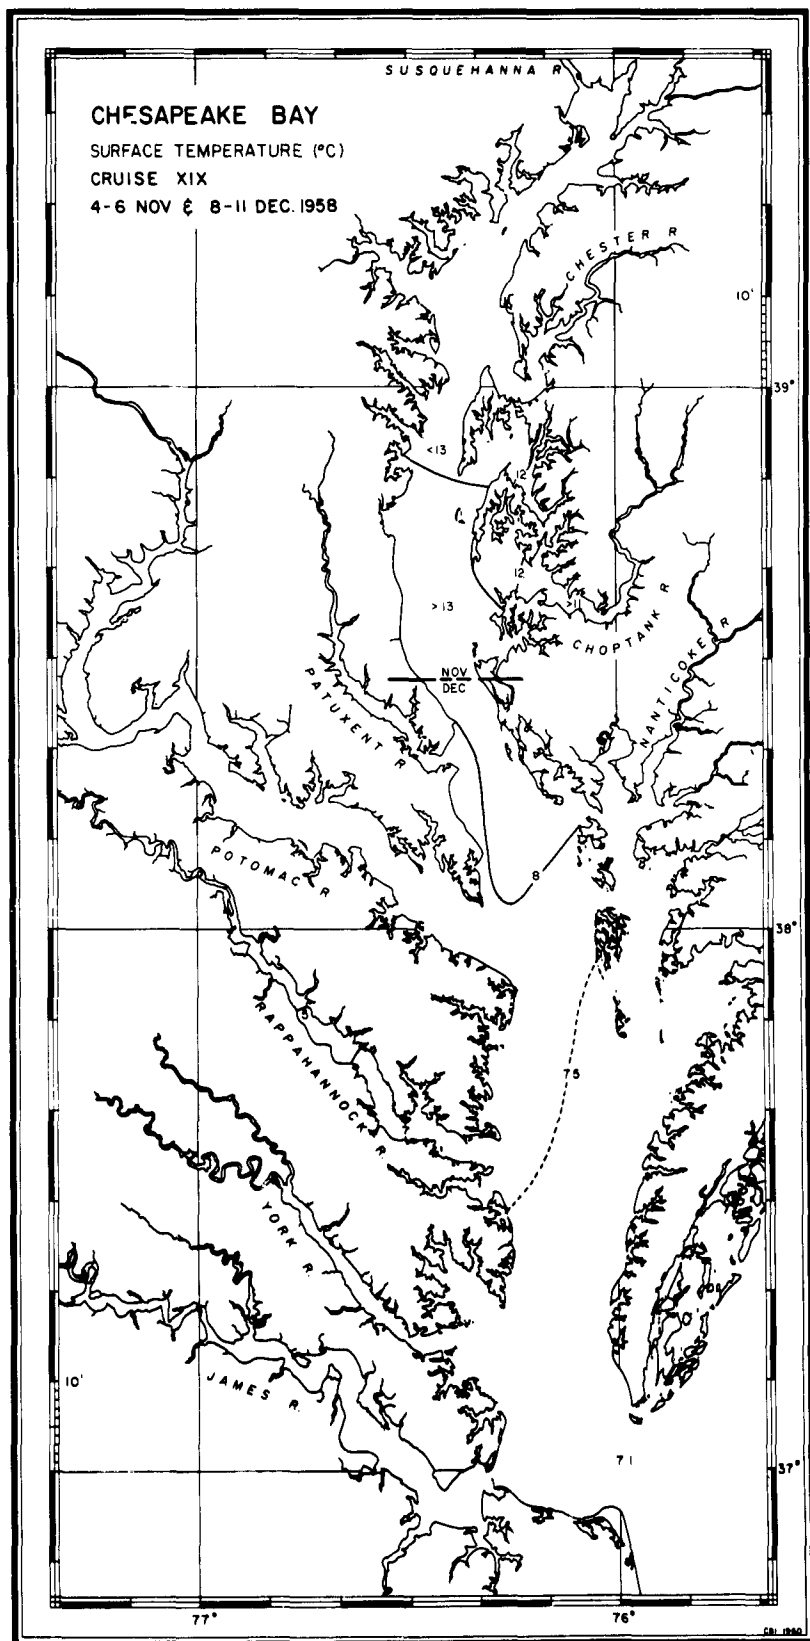 SUSQUEHANNA R
CHESAPEAKE BAY
SURFACE TEMPERATURE (°C)
CRUISE XIX
4-6 NOV & 8-11 DEC. 1958
CHESTER R
10'
39°
<13
12
12
>13
>11
CHOPTANK R
NANTICOKE R
NOV
DEC
PATUXENT R
8
POTOMAC R
38°
RAPPAHANNOCK R.
7.5
YORK R.
JAMES R.
10'
7.1
37°
77°
76°
CBI 1960